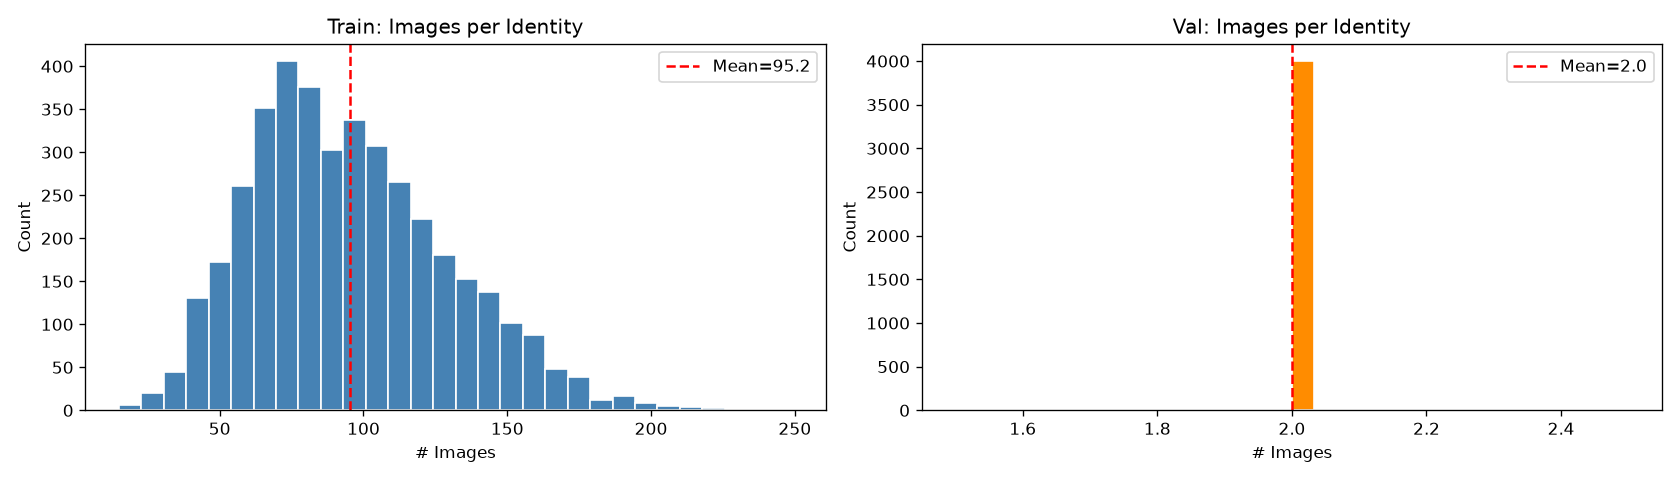 Train: Images per Identity
Mean=95.2
Count
400
350
300
250
200
150
100
50
0
50 100 150 200 250
# Images
Val: Images per Identity
Mean=2.0
Count
4000
3500
3000
2500
2000
1500
1000
500
0
1.6 1.8 2.0 2.2 2.4
# Images